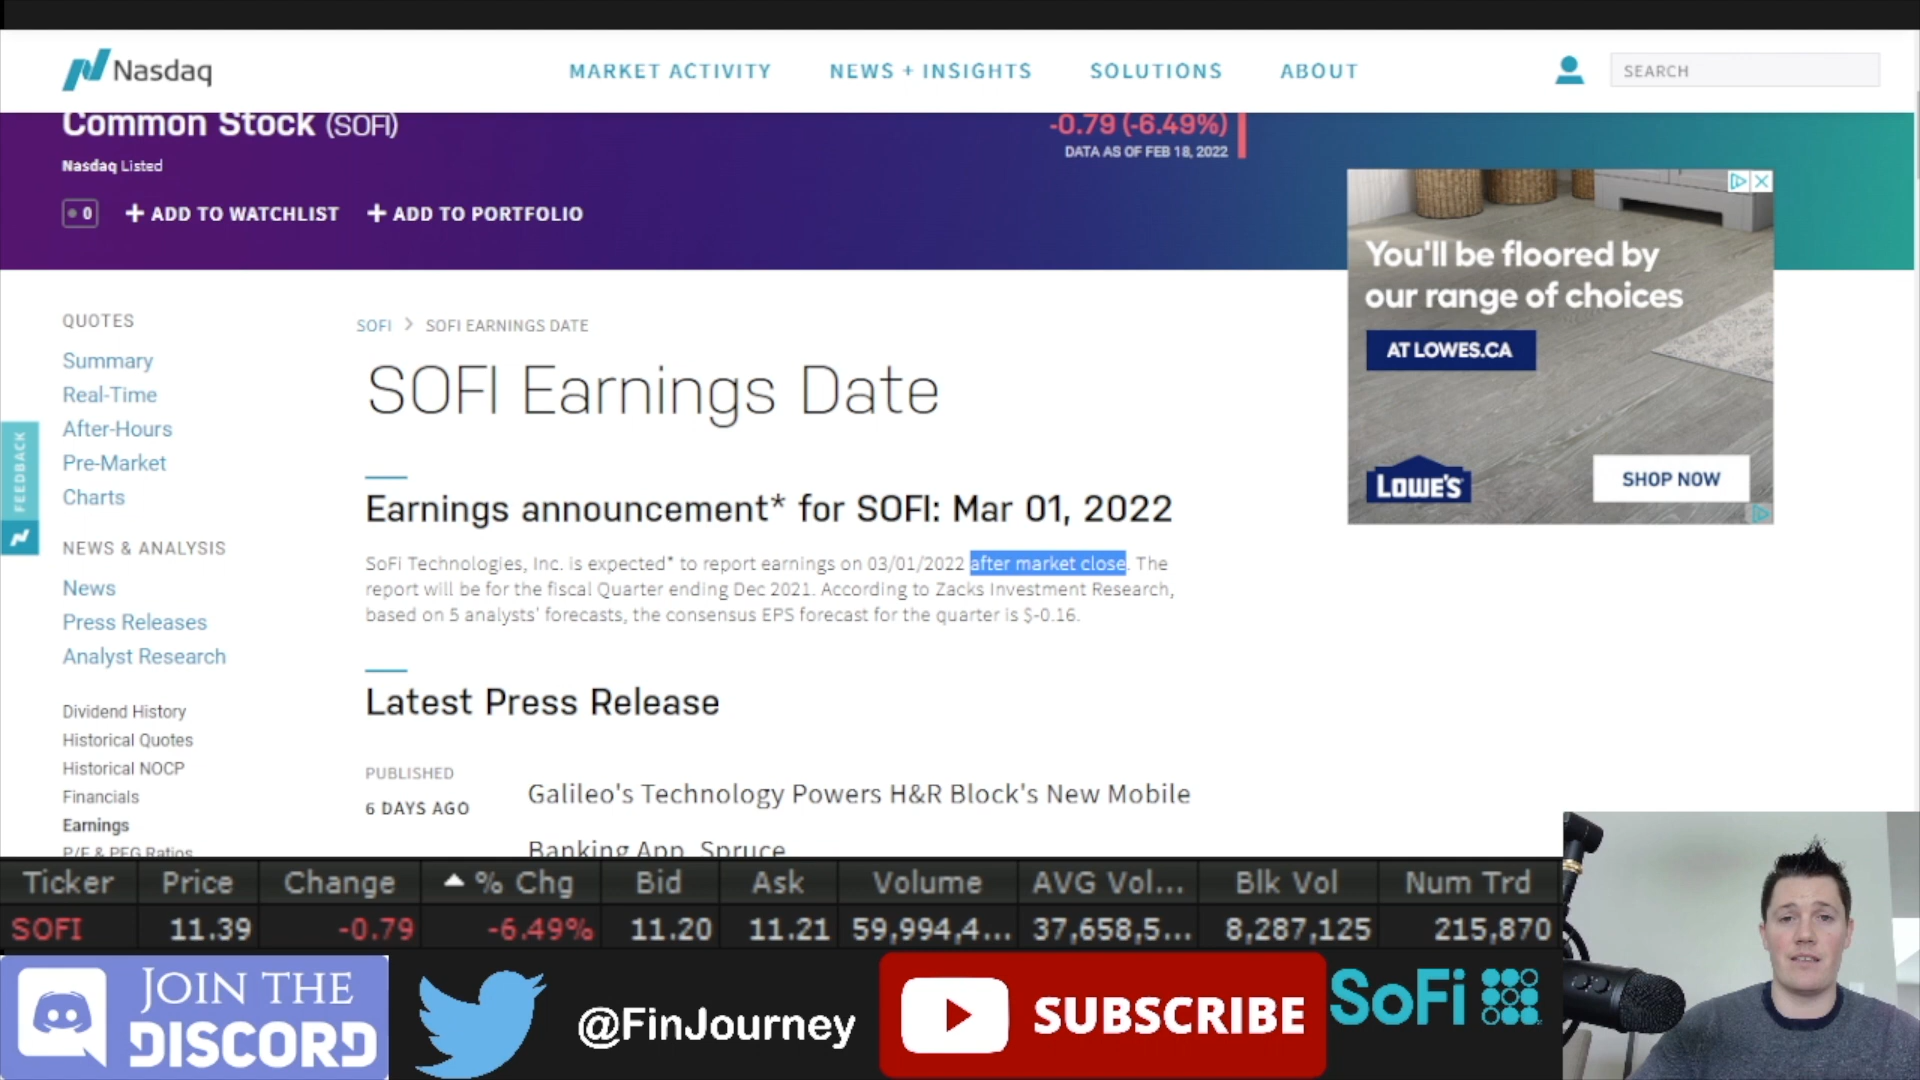 Nasdaq
MARKET ACTIVITY
NEWS + INSIGHTS
SOLUTIONS
ABOUT
SEARCH
Common Stock (SOFI)
-0.79 (-6.49%)
DATA AS OF FEB 18, 2022
Nasdaq Listed
0
+ ADD TO WATCHLIST
+ ADD TO PORTFOLIO
You'll be floored by
our range of choices
AT LOWES.CA
LOWE'S
SHOP NOW
FEEDBACK
QUOTES
Summary
Real-Time
After-Hours
Pre-Market
Charts
NEWS & ANALYSIS
News
Press Releases
Analyst Research
Dividend History
Historical Quotes
Historical NOCP
Financials
Earnings
P/E & PEG Ratios
SOFI > SOFI EARNINGS DATE
SOFI Earnings Date
Earnings announcement* for SOFI: Mar 01, 2022
SoFi Technologies, Inc. is expected* to report earnings on 03/01/2022 after market close. The
report will be for the fiscal Quarter ending Dec 2021. According to Zacks Investment Research,
based on 5 analysts' forecasts, the consensus EPS forecast for the quarter is $-0.16.
Latest Press Release
PUBLISHED
6 DAYS AGO
Galileo's Technology Powers H&R Block's New Mobile
Banking App, Spruce
Ticker Price Change % Chg Bid Ask Volume AVG Vol... Blk Vol Num Trd
SOFI 11.39 -0.79 -6.49% 11.20 11.21 59,994,4... 37,658,5... 8,287,125 215,870
JOIN THE
DISCORD
@FinJourney
SUBSCRIBE
SoFi